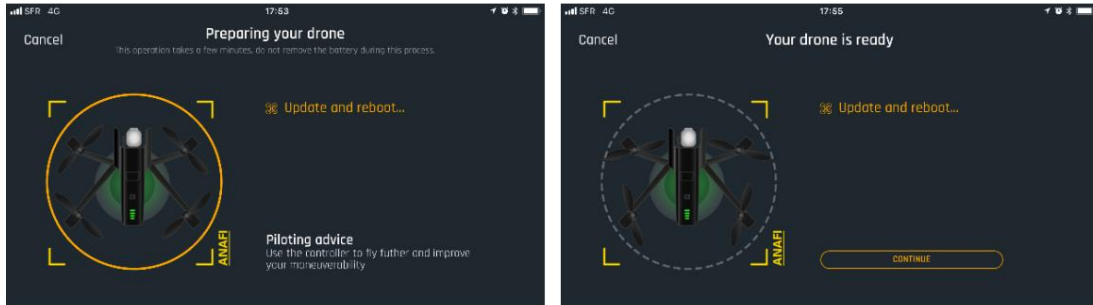 SFR 4G 17:53
Cancel
Preparing your drone
This operation takes a few minutes, do not remove the battery during this process.
Update and reboot...
ANAFI
Piloting advice
Use the controller to fly futher and improve
your maneuverability
SFR 4G 17:55
Cancel
Your drone is ready
Update and reboot...
ANAFI
CONTINUE